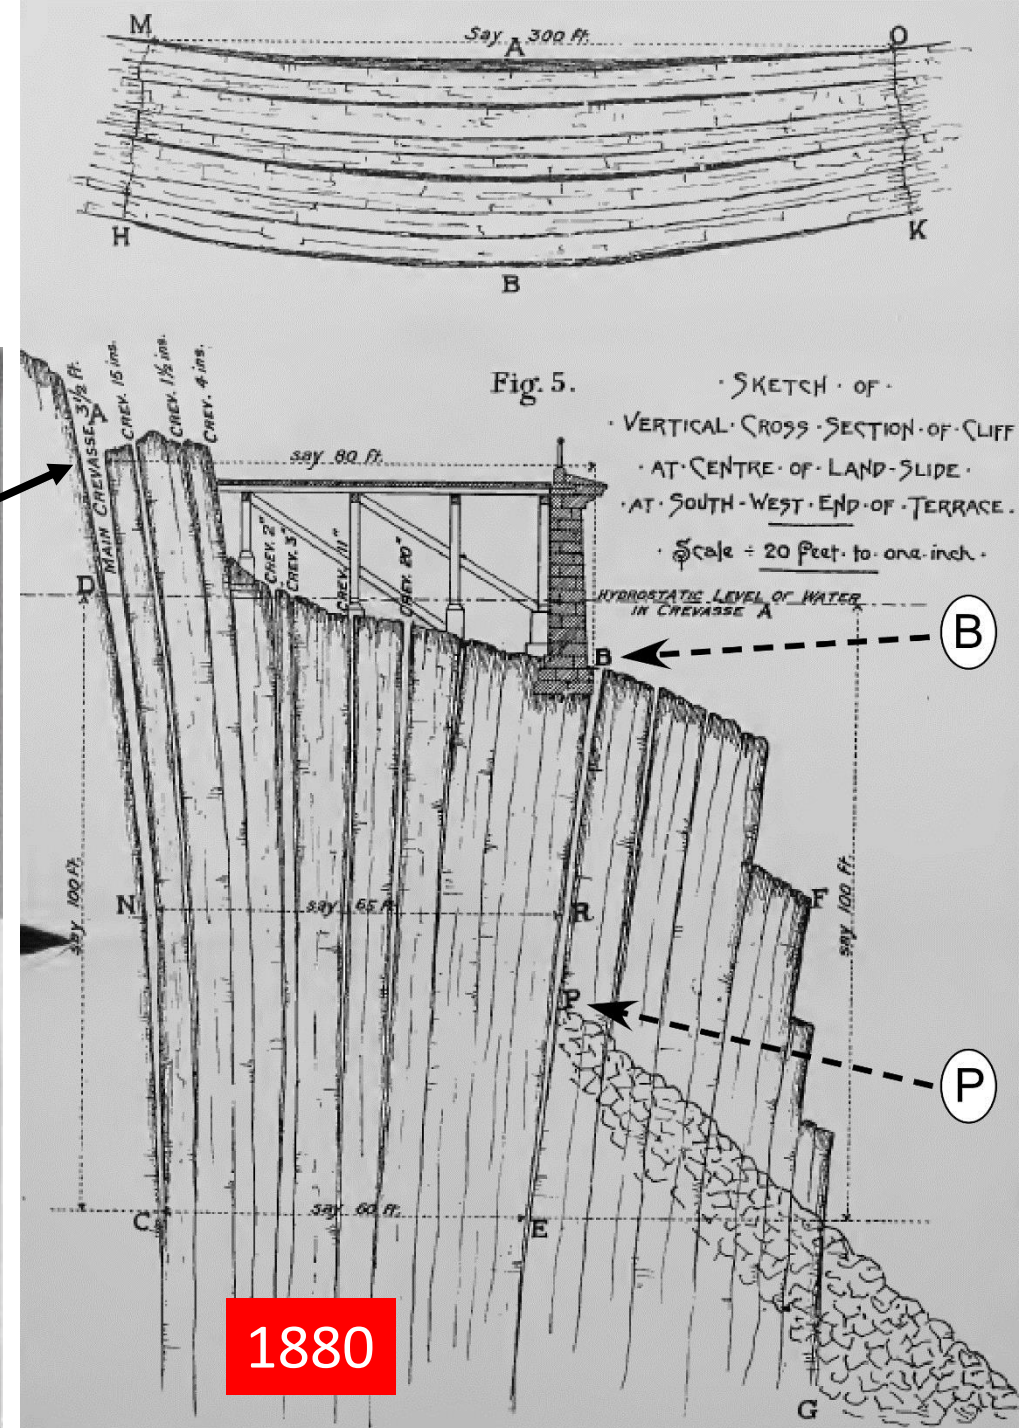 M
Say 300 ft.
A
O
H
K
B
Fig. 5.
· SKETCH · OF ·
· VERTICAL · CROSS · SECTION · OF · CLIFF
· AT · CENTRE · OF · LAND - SLIDE ·
· AT · SOUTH - WEST · END · OF · TERRACE .
· Scale ÷ 20 feet · to · one · inch ·
MAIN CREVASSE 3½ ft.
A
CREV. 15 ins.
CREV. 1½ ins.
CREV. 4 ins.
say 80 ft.
CREV. 2"
CREV. 3"
CREV. 11"
CREV. 20"
D
HYDROSTATIC LEVEL OF WATER
IN CREVASSE A
B
B
say 100 ft.
say 100 ft.
F
N
say 65 ft.
R
P
P
C
say 60 ft.
E
1880
G